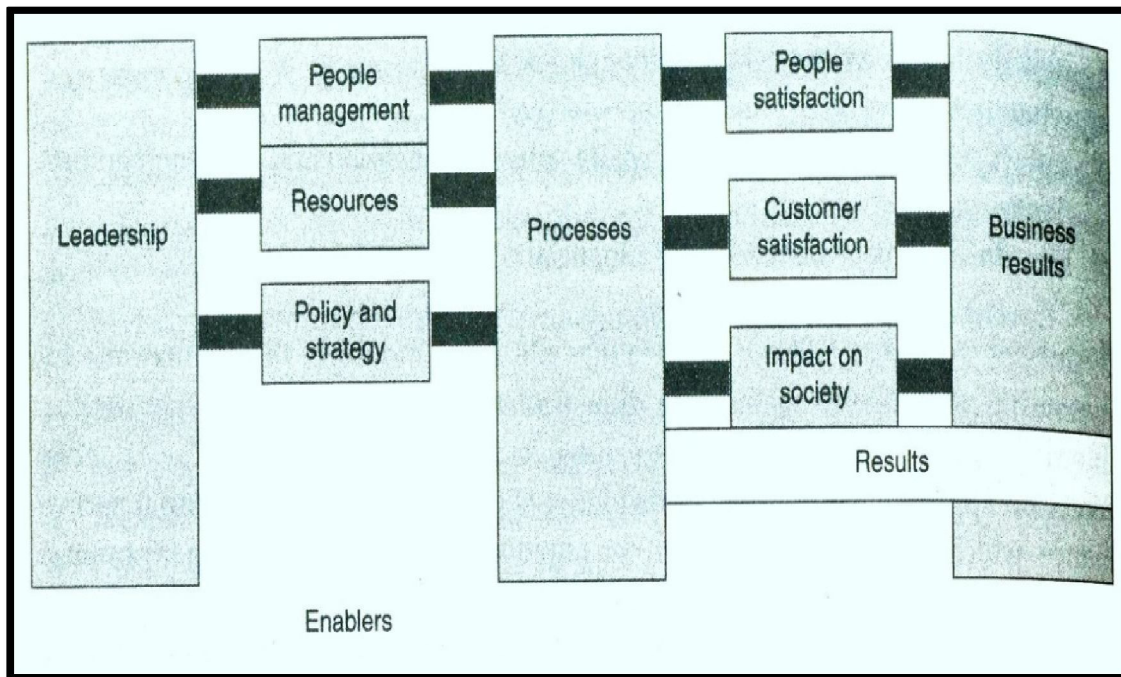 Leadership
People
management
Resources
Policy and
strategy
Processes
People
satisfaction
Customer
satisfaction
Impact on
society
Business
results
Results
Enablers